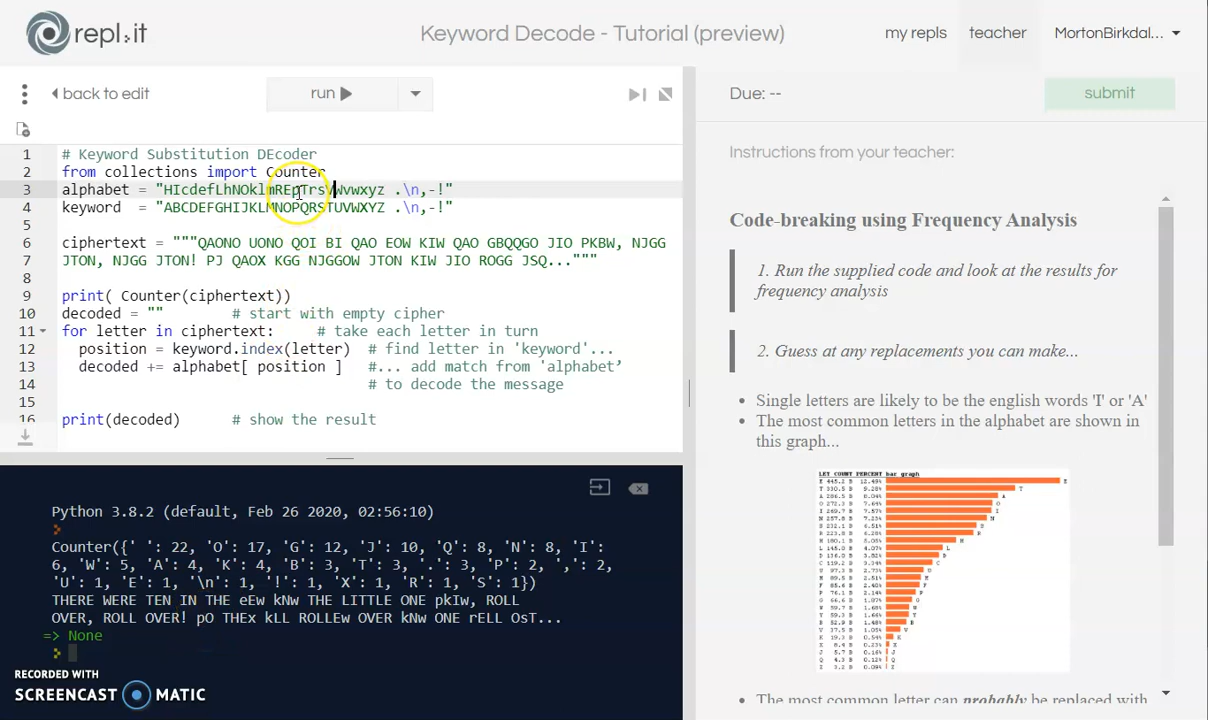 repl.it
Keyword Decode - Tutorial (preview)
my repls
teacher
MortonBirkdal...
back to edit
run
Due: --
submit
Instructions from your teacher:
1 # Keyword Substitution DEcoder
2 from collections import Counter
3 alphabet = "HIcdefLhNOklmREpTrsVWvwxyz .\n,-!"
4 keyword = "ABCDEFGHIJKLMNOPQRSTUVWXYZ .\n,-!"
5
6 ciphertext = """QAONO UONO QOI BI QAO EOW KIW QAO GBQQGO JIO PKBW, NJGG
7 JTON, NJGG JTON! PJ QAOX KGG NJGGOW JTON KIW JIO ROGG JSQ..."""
8
9 print( Counter(ciphertext))
10 decoded = "" # start with empty cipher
11 for letter in ciphertext: # take each letter in turn
12 position = keyword.index(letter) # find letter in 'keyword'...
13 decoded += alphabet[ position ] #... add match from 'alphabet’
14 # to decode the message
15
16 print(decoded) # show the result
Code-breaking using Frequency Analysis
1. Run the supplied code and look at the results for
frequency analysis
2. Guess at any replacements you can make...
Single letters are likely to be the english words 'I' or 'A'
The most common letters in the alphabet are shown in
this graph...
The most common letter can probably be replaced with
Python 3.8.2 (default, Feb 26 2020, 02:56:10)
Counter({' ': 22, 'O': 17, 'G': 12, 'J': 10, 'Q': 8, 'N': 8, 'I':
6, 'W': 5, 'A': 4, 'K': 4, 'B': 3, 'T': 3, '.': 3, 'P': 2, ',': 2,
'U': 1, 'E': 1, '\n': 1, '!': 1, 'X': 1, 'R': 1, 'S': 1})
THERE WERE TEN IN THE eEw kNw THE LITTLE ONE pkIw, ROLL
OVER, ROLL OVER! pO THEx kLL ROLLEw OVER kNw ONE rELL OsT...
=> None
RECORDED WITH
SCREENCAST MATIC